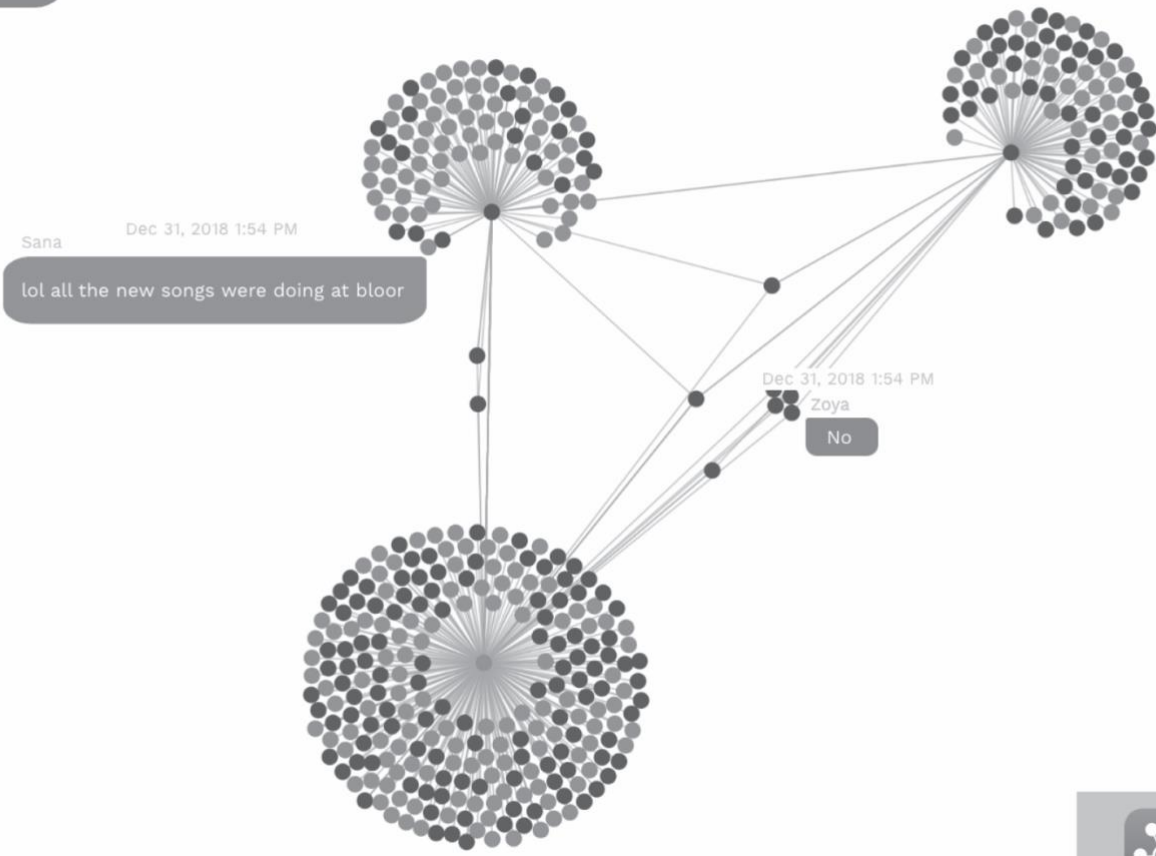 Dec 31, 2018 1:54 PM
Sana
lol all the new songs were doing at bloor
Dec 31, 2018 1:54 PM
Zoya
No